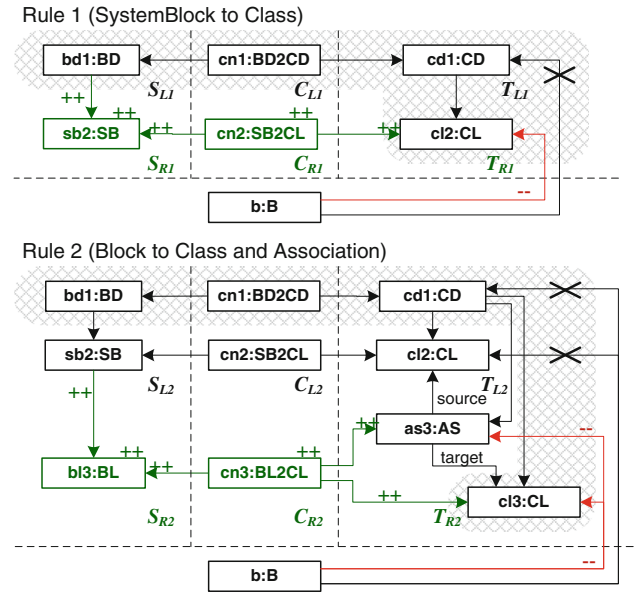 Rule 1 (SystemBlock to Class)
bd1:BD cn1:BD2CD cd1:CD
++ S_L1 C_L1 T_L1
++ ++ ++ ++
sb2:SB cn2:SB2CL cl2:CL
S_R1 C_R1 T_R1
--
b:B
Rule 2 (Block to Class and Association)
bd1:BD cn1:BD2CD cd1:CD
sb2:SB cn2:SB2CL cl2:CL
++ S_L2 C_L2 T_L2
source
++ --
as3:AS
++ ++ ++ target
bl3:BL cn3:BL2CL ++ cl3:CL
S_R2 C_R2 T_R2
--
b:B